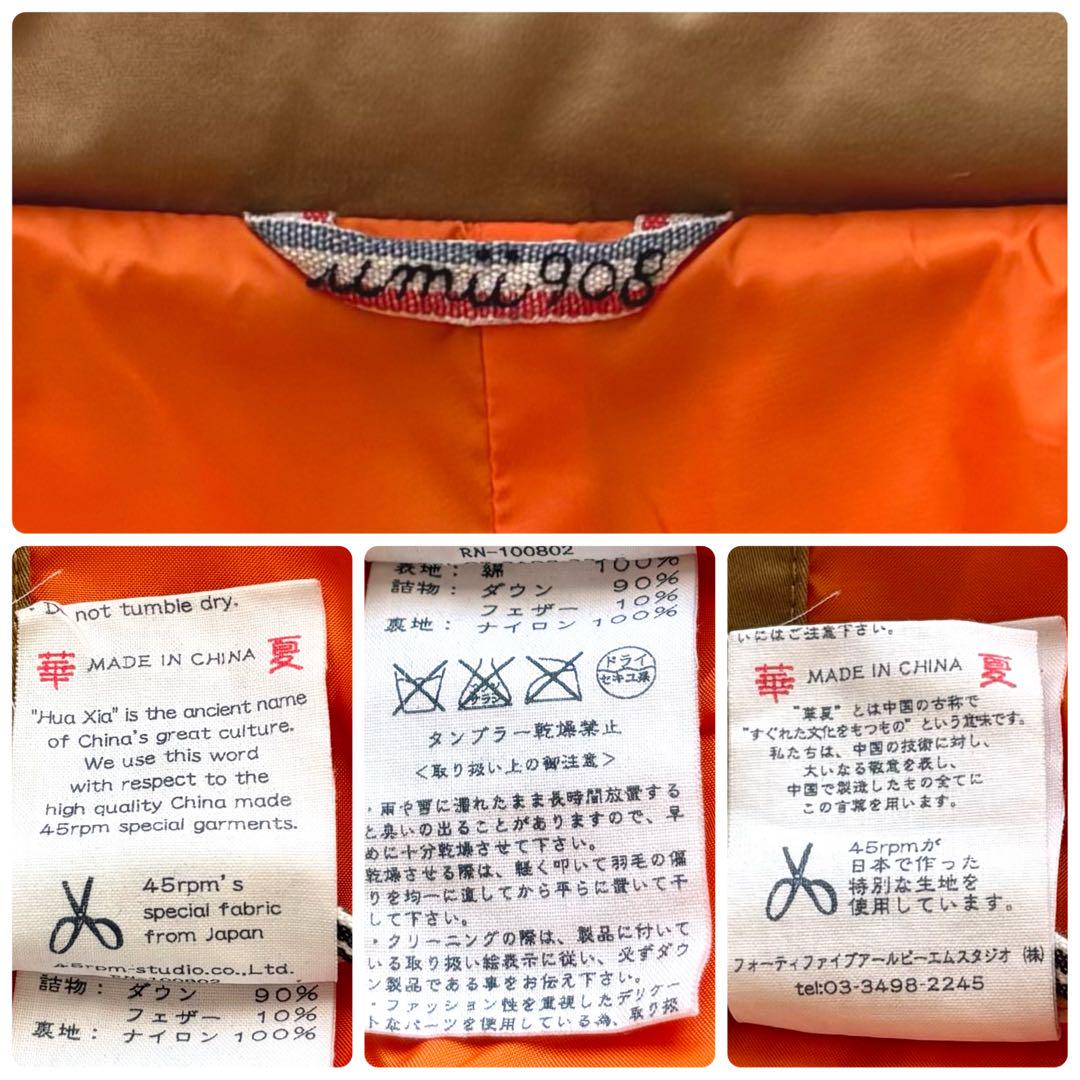 umii908
· Do not tumble dry.
華 MADE IN CHINA 夏
"Hua Xia" is the ancient name
of China's great culture.
We use this word
with respect to the
high quality China made
45rpm special garments.
45rpm's
special fabric
from Japan
45rpm-studio.co.,Ltd.
詰物: ダウン 90%
フェザー 10%
裏地: ナイロン 100%
RN-100802
表地: 綿 100%
詰物: ダウン 90%
フェザー 10%
裏地: ナイロン 100%
ドライ
セキユ系
タンブラー乾燥禁止
<取り扱い上の御注意>
・雨や雪に濡れたまま長時間放置する
と臭いの出ることがありますので、早
めに十分乾燥させて下さい。
乾燥させる際は、軽く叩いて羽毛の偏
りを均一に直してから平らに置いて干
して下さい。
・クリーニングの際は、製品に付いて
いる取り扱い絵表示に従い、必ずダウ
ン製品である事をお伝え下さい。
・ファッション性を重視したデリケー
トなパーツを使用している為、取り扱
いにはご注意下さい。
華 MADE IN CHINA 夏
"華夏" とは中国の古称で
"すぐれた文化をもつもの" という意味です。
私たちは、中国の技術に対し、
大いなる敬意を表し、
中国で製造したもの全てに
この言葉を用います。
45rpmが
日本で作った
特別な生地を
使用しています。
フォーティファイブアールピーエムスタジオ (株)
tel:03-3498-2245